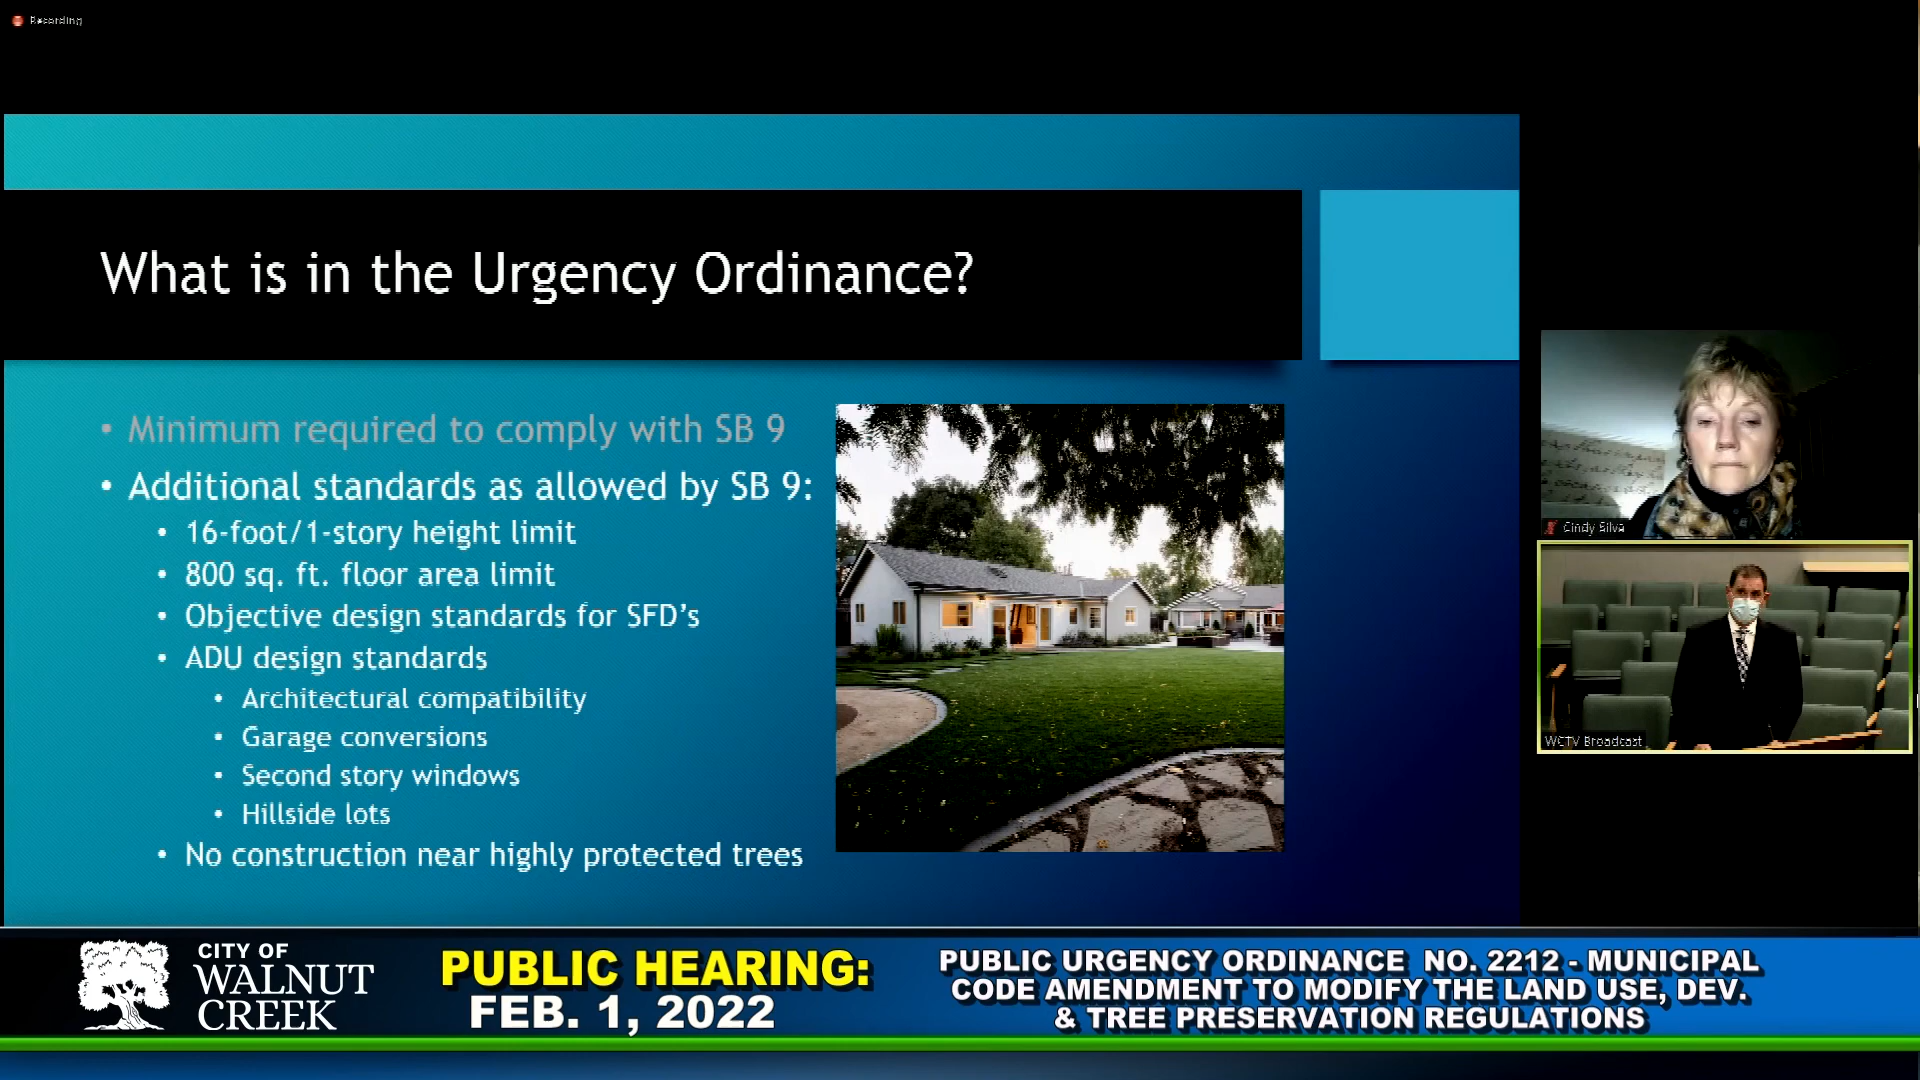 Recording
What is in the Urgency Ordinance?
• Minimum required to comply with SB 9
• Additional standards as allowed by SB 9:
• 16-foot/1-story height limit
• 800 sq. ft. floor area limit
• Objective design standards for SFD's
• ADU design standards
• Architectural compatibility
• Garage conversions
• Second story windows
• Hillside lots
• No construction near highly protected trees
Cindy Silva
WCTV Broadcast
CITY OF
WALNUT
CREEK
PUBLIC HEARING:
FEB. 1, 2022
PUBLIC URGENCY ORDINANCE NO. 2212 - MUNICIPAL
CODE AMENDMENT TO MODIFY THE LAND USE, DEV.
& TREE PRESERVATION REGULATIONS